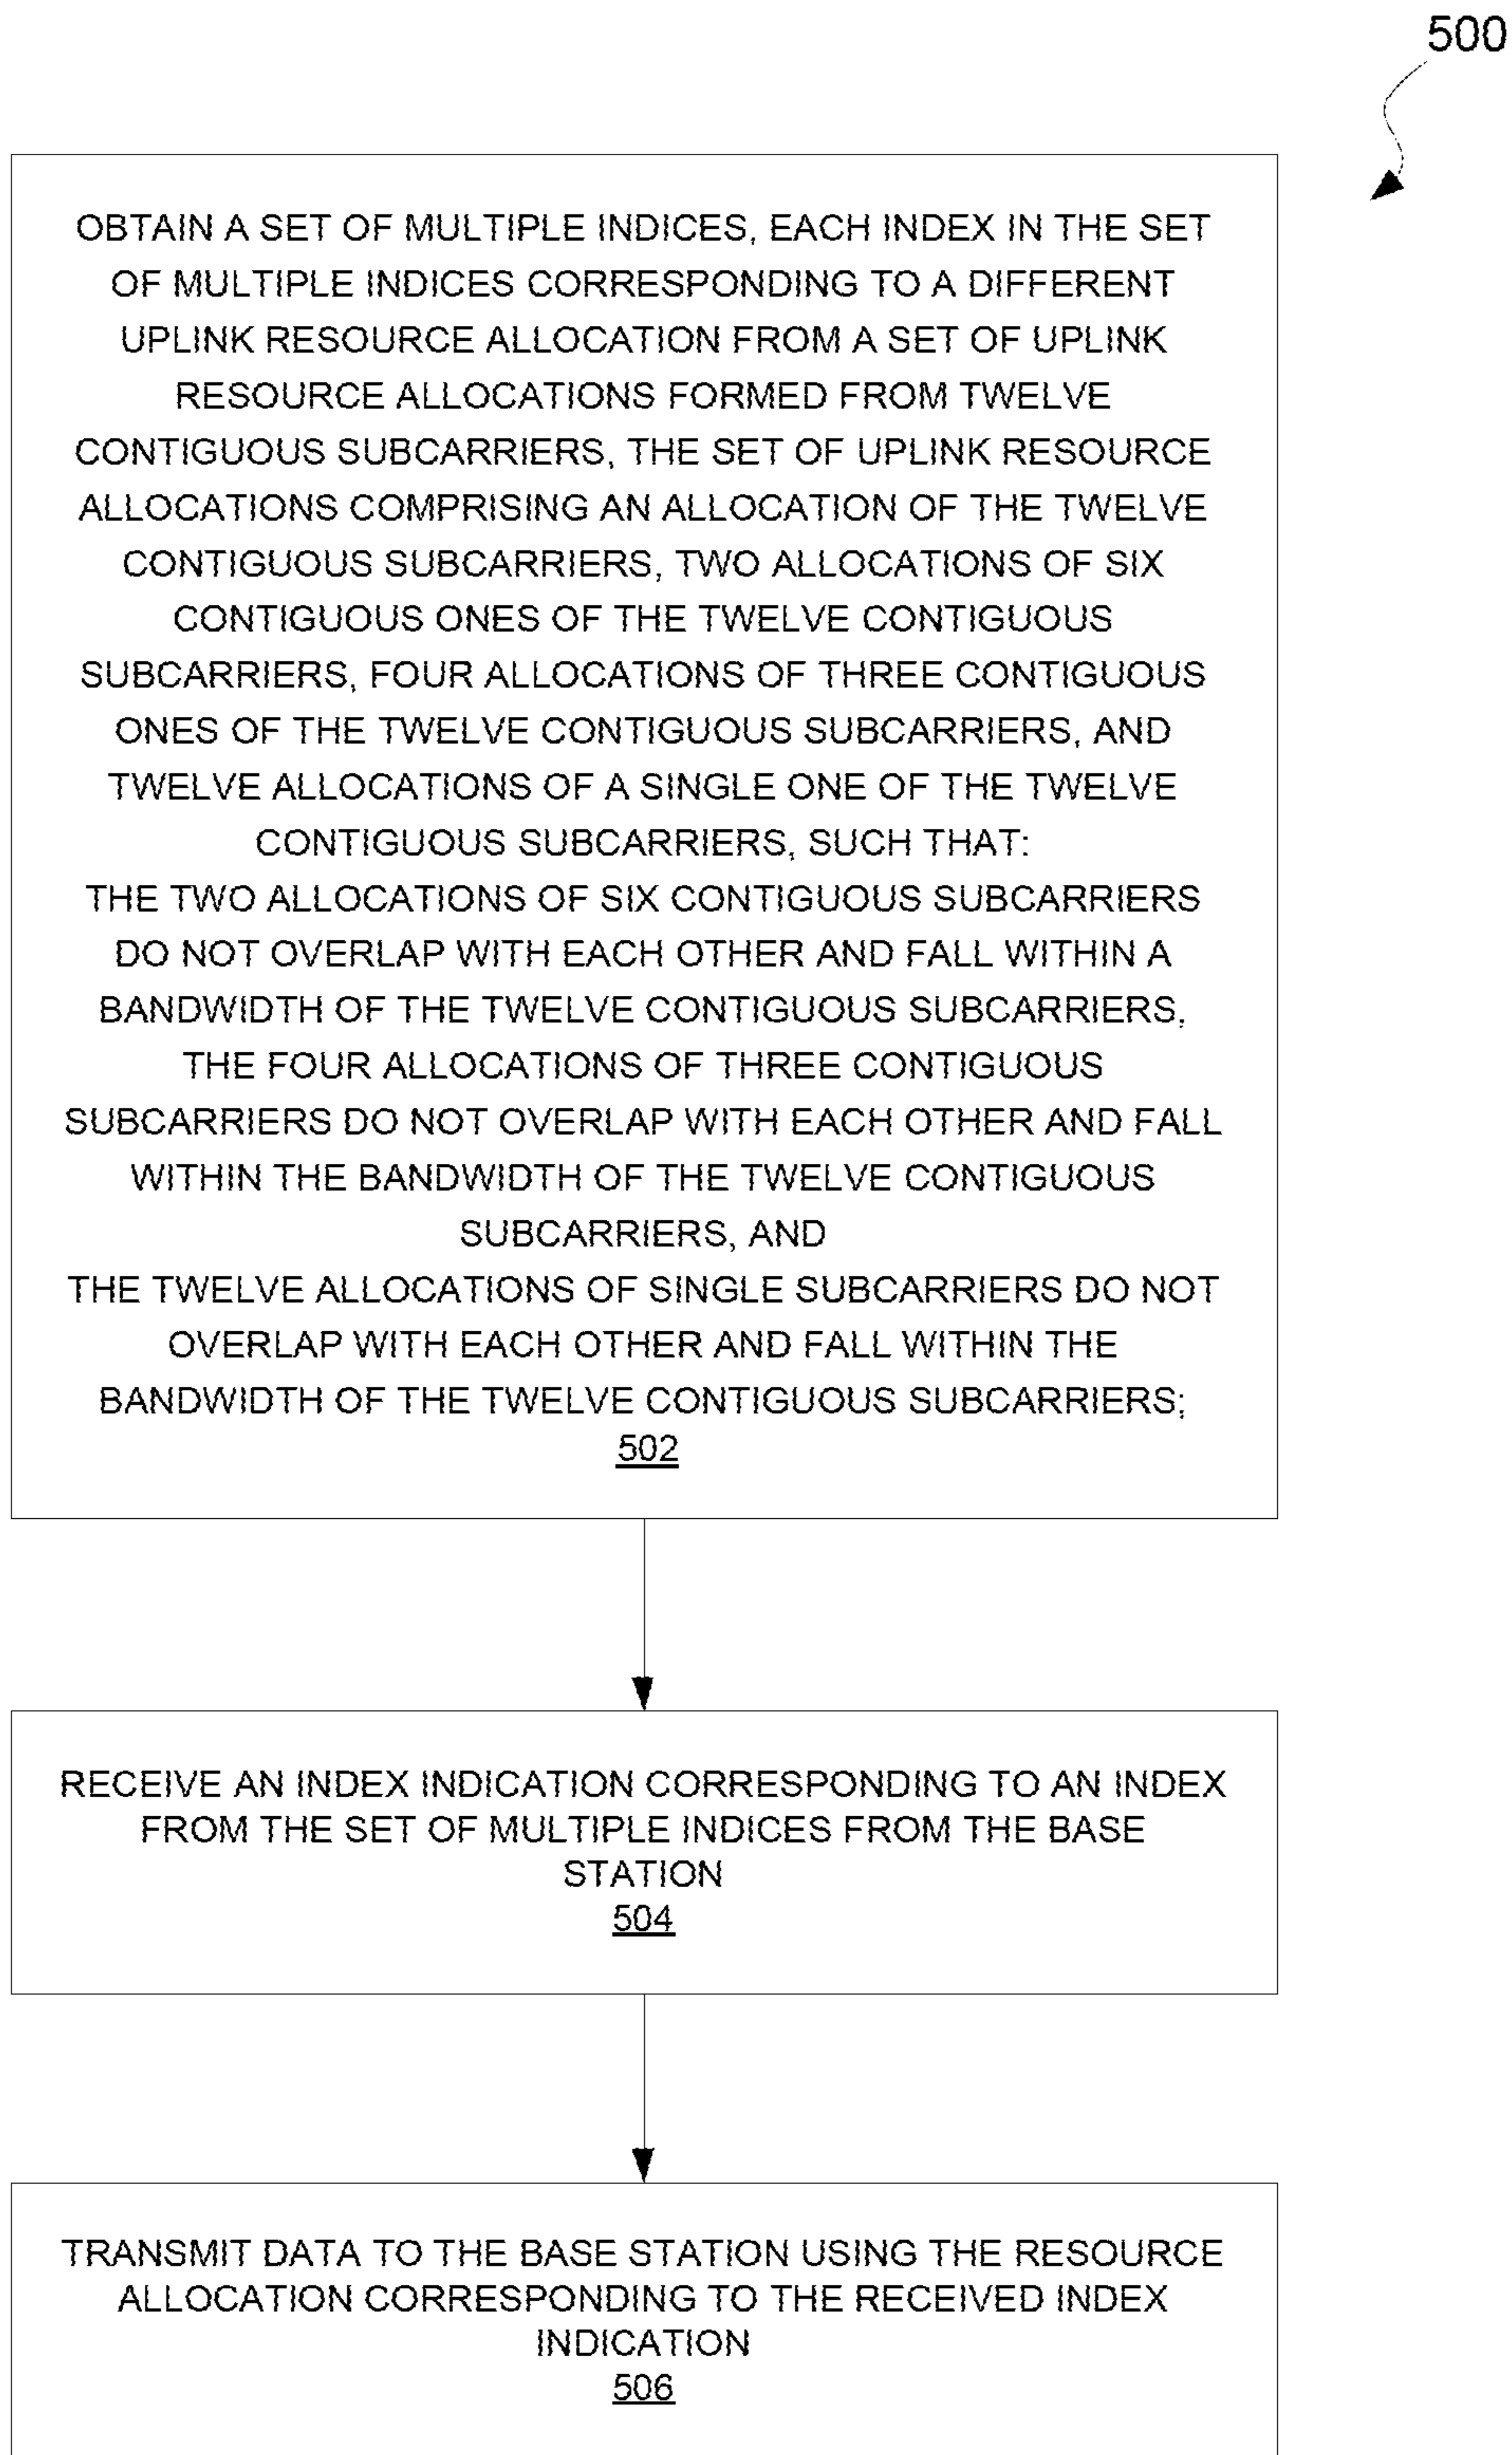 500
OBTAIN A SET OF MULTIPLE INDICES, EACH INDEX IN THE SET
OF MULTIPLE INDICES CORRESPONDING TO A DIFFERENT
UPLINK RESOURCE ALLOCATION FROM A SET OF UPLINK
RESOURCE ALLOCATIONS FORMED FROM TWELVE
CONTIGUOUS SUBCARRIERS, THE SET OF UPLINK RESOURCE
ALLOCATIONS COMPRISING AN ALLOCATION OF THE TWELVE
CONTIGUOUS SUBCARRIERS, TWO ALLOCATIONS OF SIX
CONTIGUOUS ONES OF THE TWELVE CONTIGUOUS
SUBCARRIERS, FOUR ALLOCATIONS OF THREE CONTIGUOUS
ONES OF THE TWELVE CONTIGUOUS SUBCARRIERS, AND
TWELVE ALLOCATIONS OF A SINGLE ONE OF THE TWELVE
CONTIGUOUS SUBCARRIERS, SUCH THAT:
THE TWO ALLOCATIONS OF SIX CONTIGUOUS SUBCARRIERS
DO NOT OVERLAP WITH EACH OTHER AND FALL WITHIN A
BANDWIDTH OF THE TWELVE CONTIGUOUS SUBCARRIERS,
THE FOUR ALLOCATIONS OF THREE CONTIGUOUS
SUBCARRIERS DO NOT OVERLAP WITH EACH OTHER AND FALL
WITHIN THE BANDWIDTH OF THE TWELVE CONTIGUOUS
SUBCARRIERS, AND
THE TWELVE ALLOCATIONS OF SINGLE SUBCARRIERS DO NOT
OVERLAP WITH EACH OTHER AND FALL WITHIN THE
BANDWIDTH OF THE TWELVE CONTIGUOUS SUBCARRIERS;
502
RECEIVE AN INDEX INDICATION CORRESPONDING TO AN INDEX
FROM THE SET OF MULTIPLE INDICES FROM THE BASE
STATION
504
TRANSMIT DATA TO THE BASE STATION USING THE RESOURCE
ALLOCATION CORRESPONDING TO THE RECEIVED INDEX
INDICATION
506